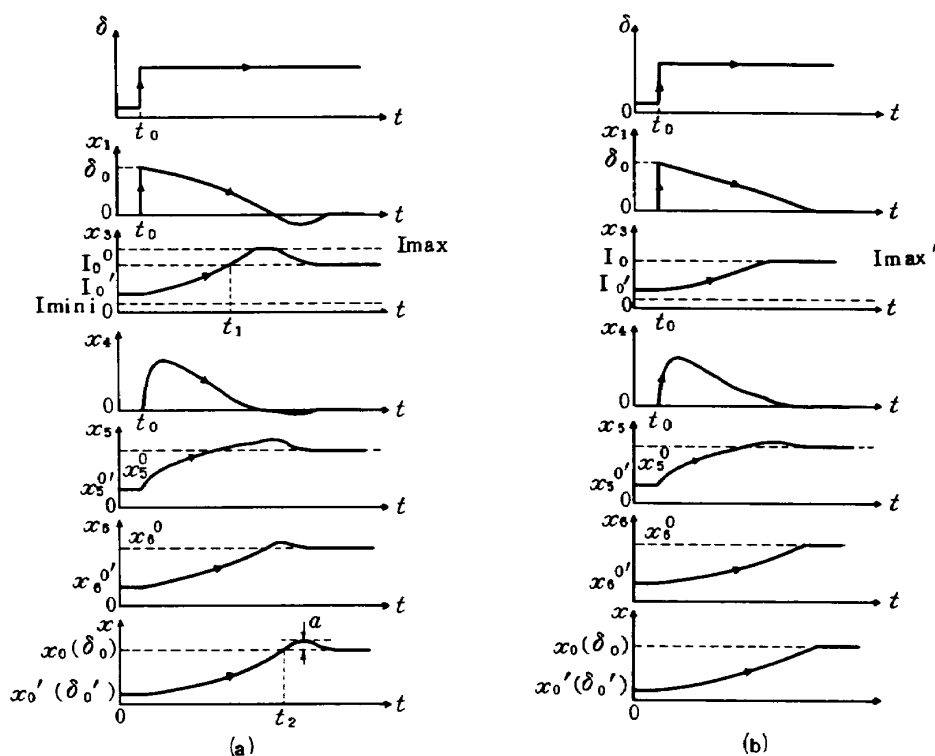 δ
t
t₀
x₁
δ₀
0
t
t₀
x₃
Imax
I₀⁰
I₀′
Imini 0
t
t₁
x₄
0
t
t₀
x₅
x₅⁰
x₅⁰′
0
t
x₆
x₆⁰
x₆⁰′
0
t
x
a
x₀(δ₀)
x₀′(δ₀′)
0
t₂
t
(a)
δ
0
t
t₀
x₁
δ₀
0
t
t₀
x₃
I₀
Imax′
I₀′
0
t
t₀
x₄
0
t
t₀
x₅
x₅⁰
x₅⁰′
0
t
x₆
x₆⁰
x₆⁰′
0
t
x
x₀(δ₀)
x₀′(δ₀′)
0
t
(b)